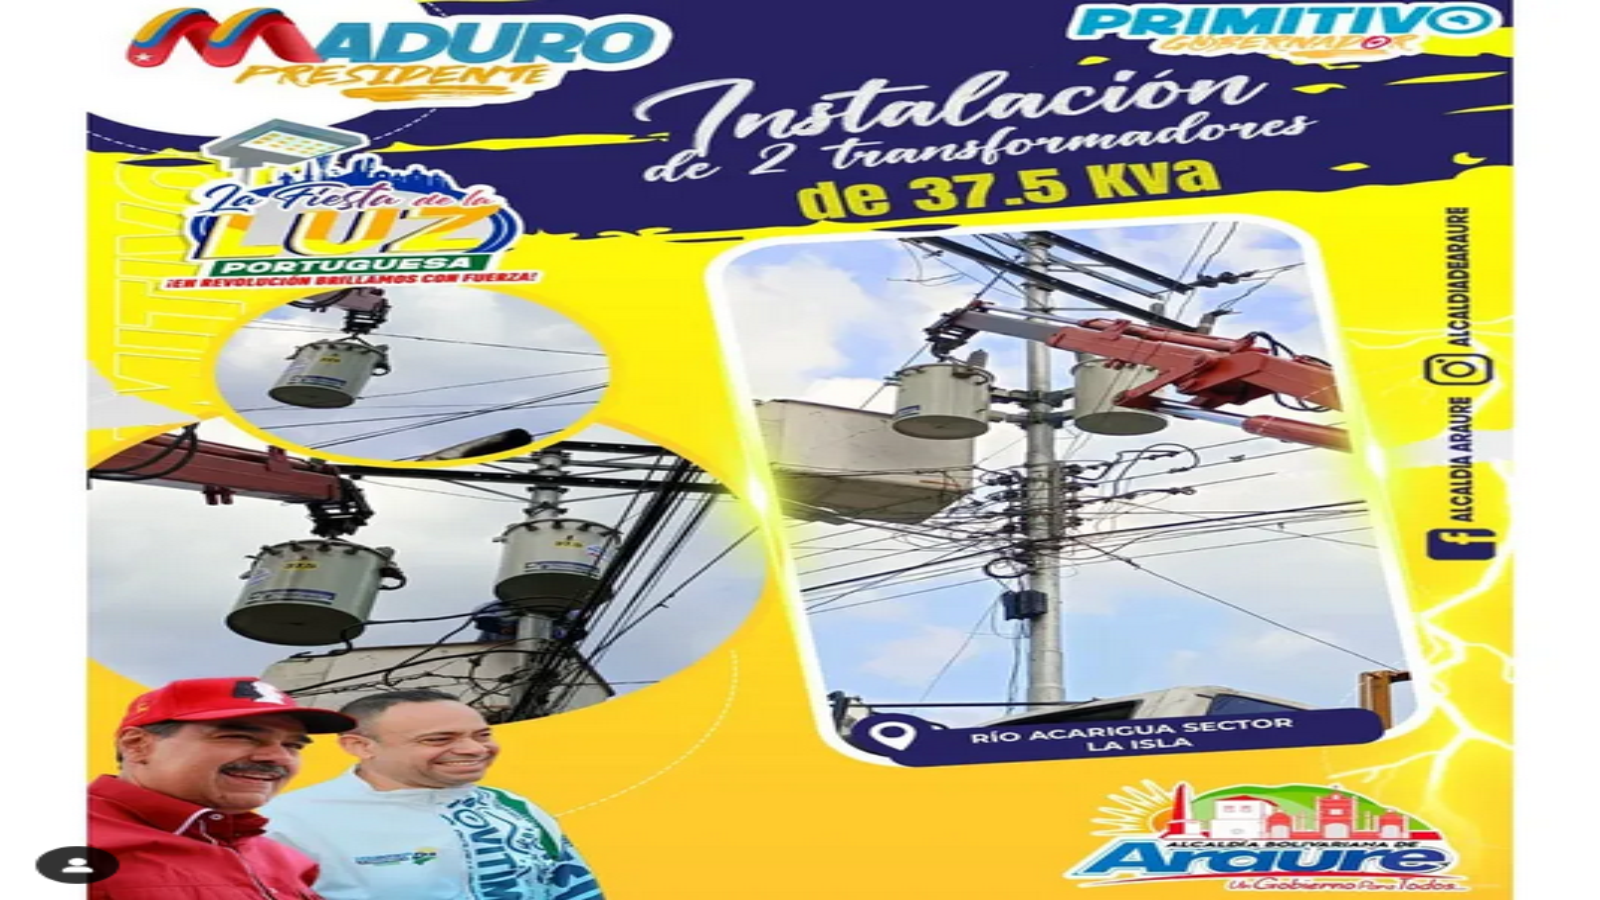 MADURO
PRESIDENTE
PRIMITIVO
GOBERNADOR
Instalación
de 2 transformadores
de 37.5 Kva
La Fiesta de la
LUZ
PORTUGUESA
¡EN REVOLUCIÓN BRILLAMOS CON FUERZA!
ALCALDIADEARAURE
ALCALDIA ARAURE
RÍO ACARIGUA SECTOR
LA ISLA
ALCALDÍA BOLIVARIANA DE
Araure
Un Gobierno Para Todos